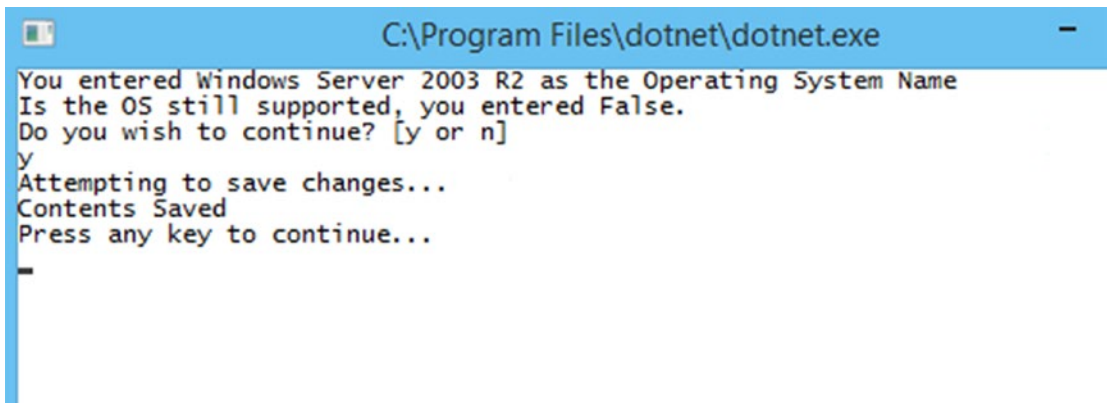 C:\Program Files\dotnet\dotnet.exe
You entered Windows Server 2003 R2 as the Operating System Name
Is the OS still supported, you entered False.
Do you wish to continue? [y or n]
y
Attempting to save changes...
Contents Saved
Press any key to continue...